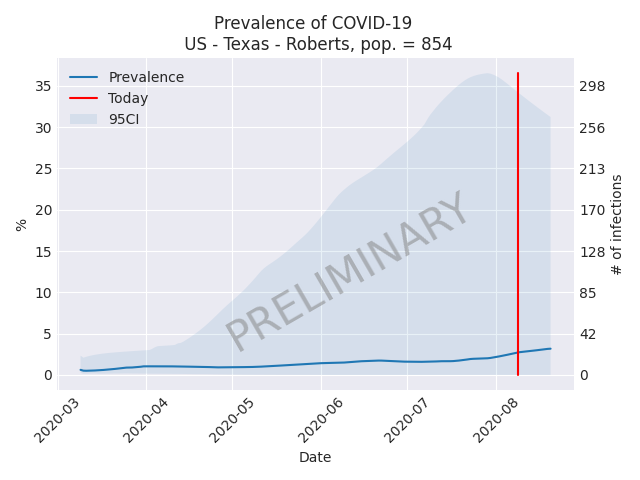 Prevalence of COVID-19
US - Texas - Roberts, pop. = 854
Prevalence
Today
95CI
35
30
25
20
15
10
5
0
%
298
256
213
170
128
85
42
0
# of infections
PRELIMINARY
2020-03
2020-04
2020-05
2020-06
2020-07
2020-08
Date